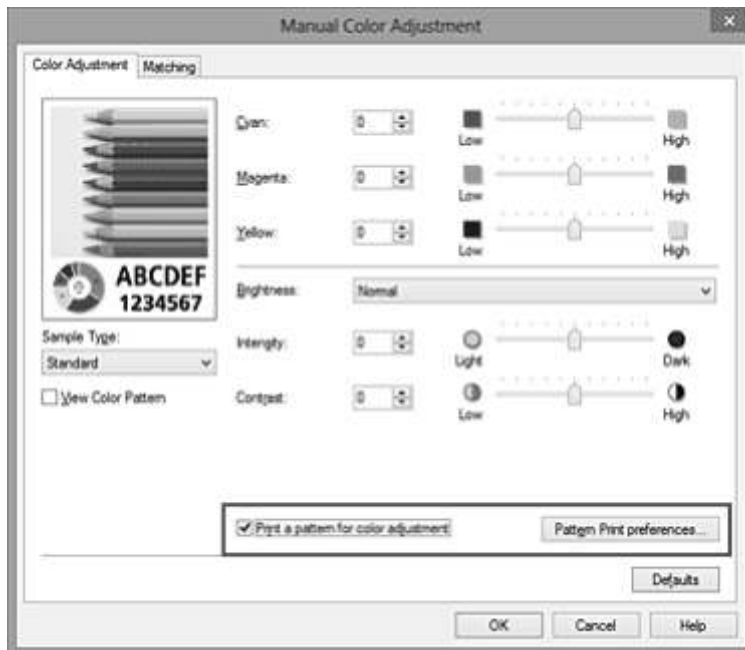 Manual Color Adjustment
Color Adjustment Matching
Cyan: 0 Low High
Magenta: 0 Low High
Yellow: 0 Low High
ABCDEF
1234567
Brightness: Normal
Sample Type:
Standard
Intensity: 0 Light Dark
View Color Pattern
Contrast: 0 Low High
Print a pattern for color adjustment Pattern Print preferences...
Defaults
OK Cancel Help